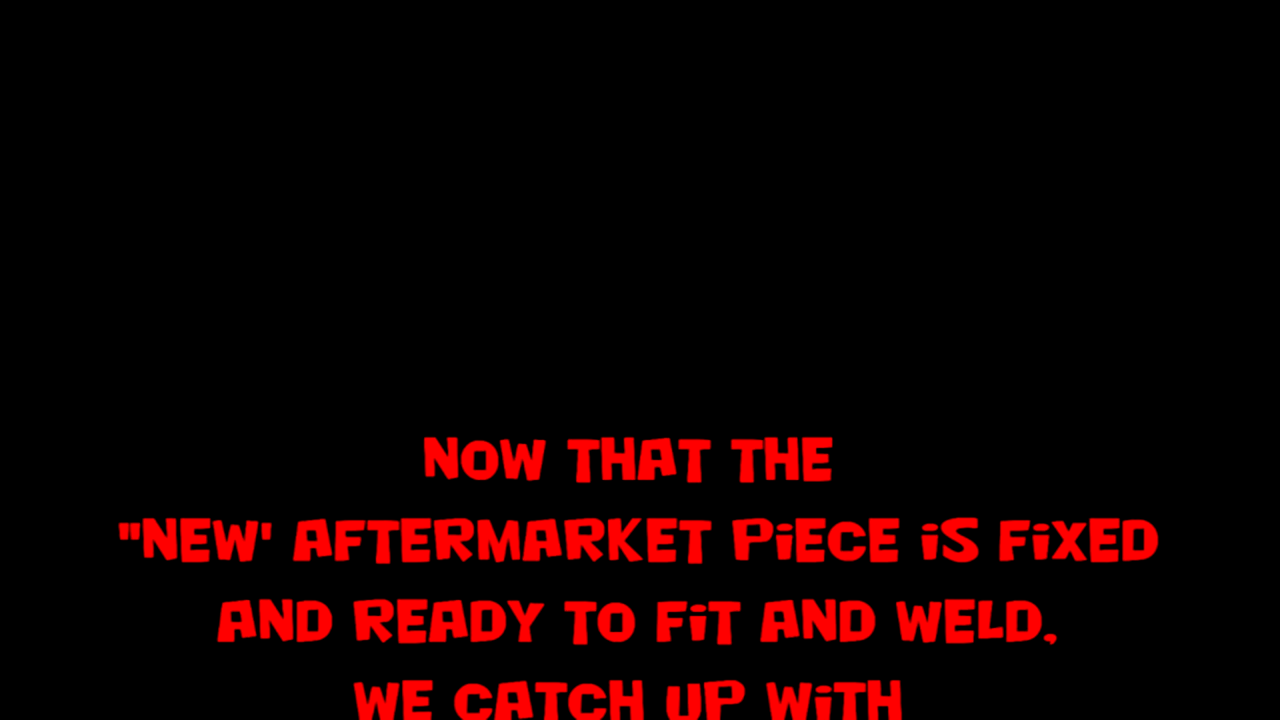 NOW THAT THE
"NEW' AFTERMARKET PiECE iS FiXED
AND READY TO FiT AND WELD,
WE CATCH UP WiTH